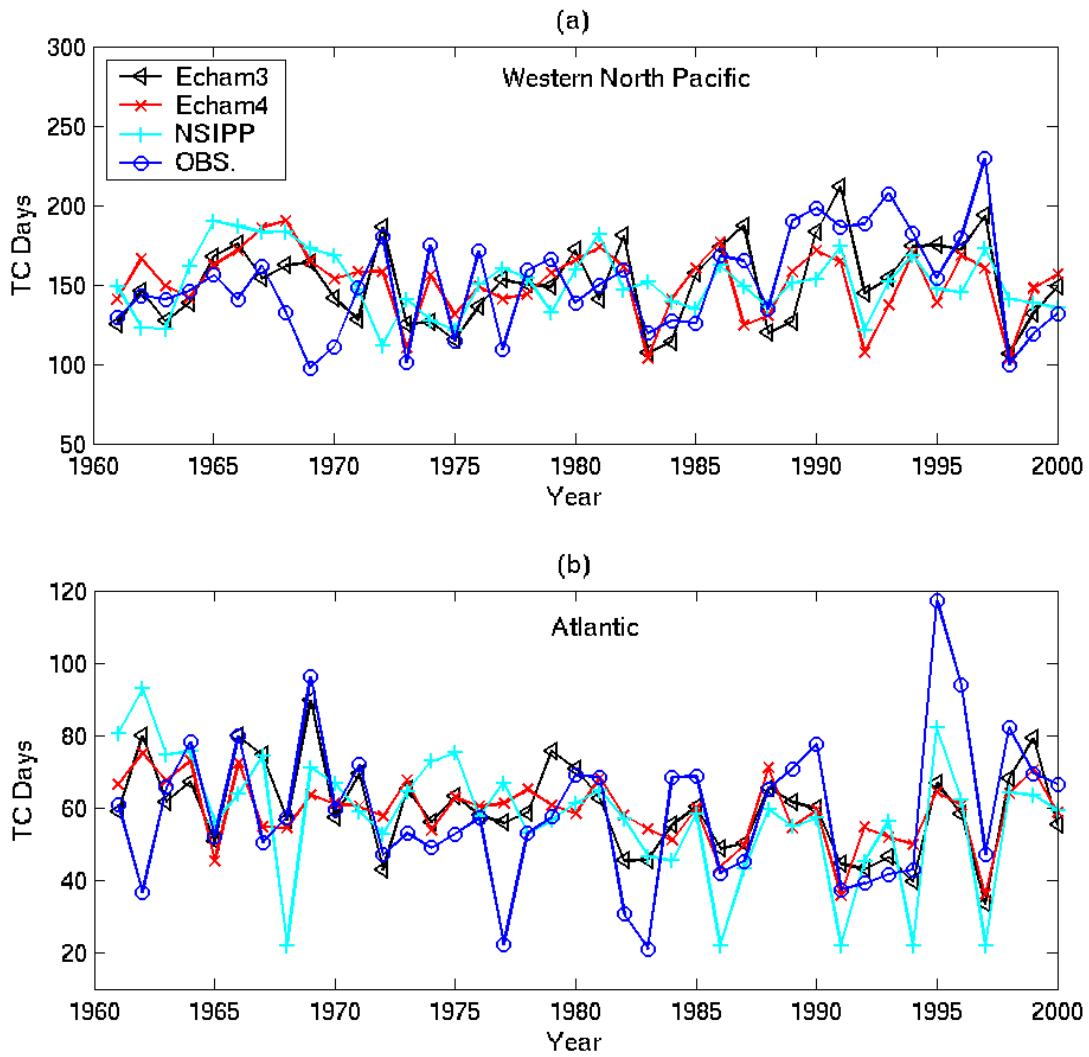 (a)
300
250
200
150
100
50
TC Days
Echam3
Echam4
NSIPP
OBS.
Western North Pacific
1960 1965 1970 1975 1980 1985 1990 1995 2000
Year
(b)
120
100
80
60
40
20
TC Days
Atlantic
1960 1965 1970 1975 1980 1985 1990 1995 2000
Year